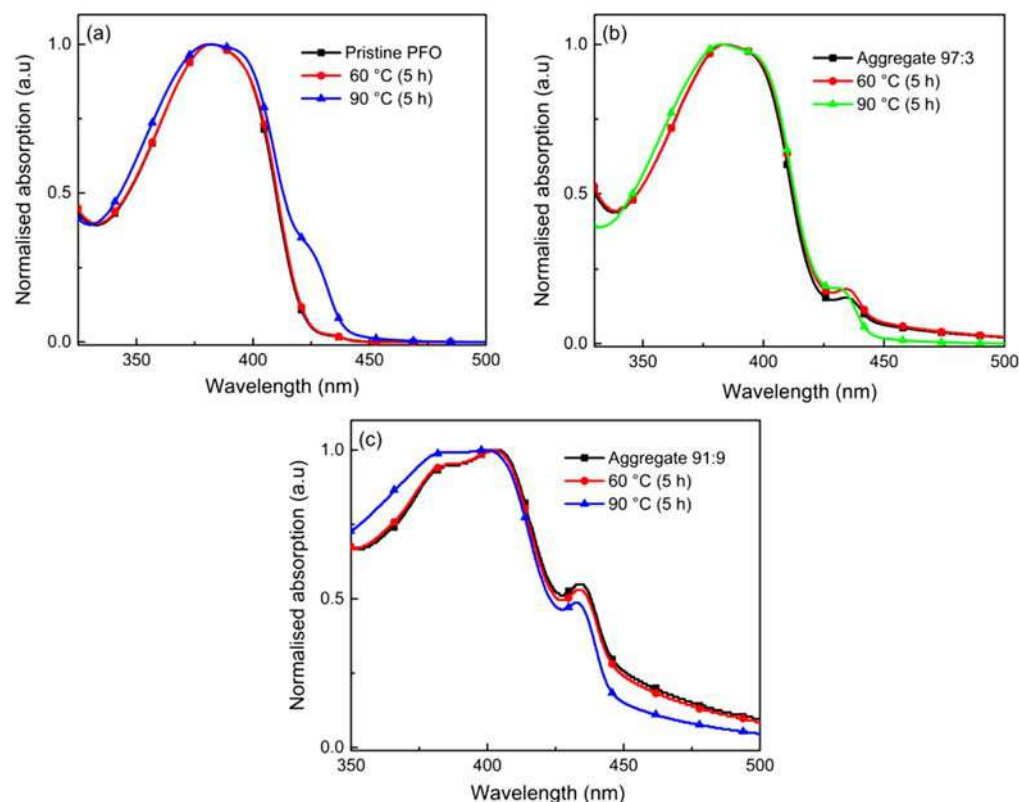 (a)
Pristine PFO
60 °C (5 h)
90 °C (5 h)
Normalised absorption (a.u)
1.0
0.5
0.0
350
400
450
500
Wavelength (nm)
(b)
Aggregate 97:3
60 °C (5 h)
90 °C (5 h)
Normalised absorption (a.u)
1.0
0.5
0.0
350
400
450
500
Wavelength (nm)
(c)
Aggregate 91:9
60 °C (5 h)
90 °C (5 h)
Normalised absorption (a.u)
1.0
0.5
0.0
350
400
450
500
Wavelength (nm)